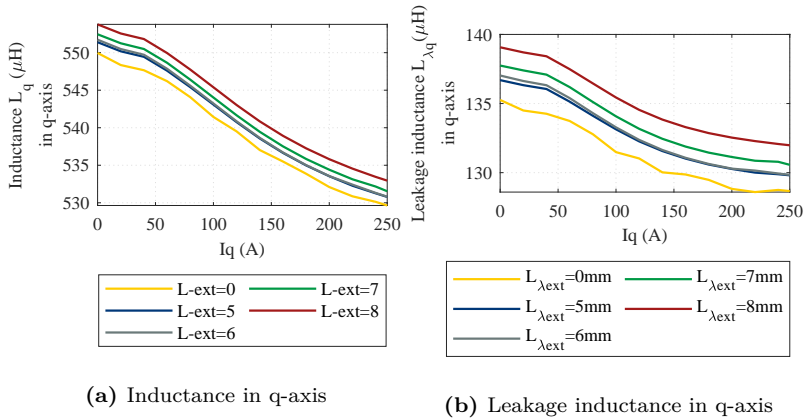 Inductance L_q (μH)
in q-axis
550
545
540
535
530
0
50
100
150
200
250
Iq (A)
L-ext=0
L-ext=7
L-ext=5
L-ext=8
L-ext=6
(a) Inductance in q-axis
Leakage inductance L_λq (μH)
in q-axis
140
135
130
0
50
100
150
200
250
Iq (A)
L_λext=0mm
L_λext=7mm
L_λext=5mm
L_λext=8mm
L_λext=6mm
(b) Leakage inductance in q-axis